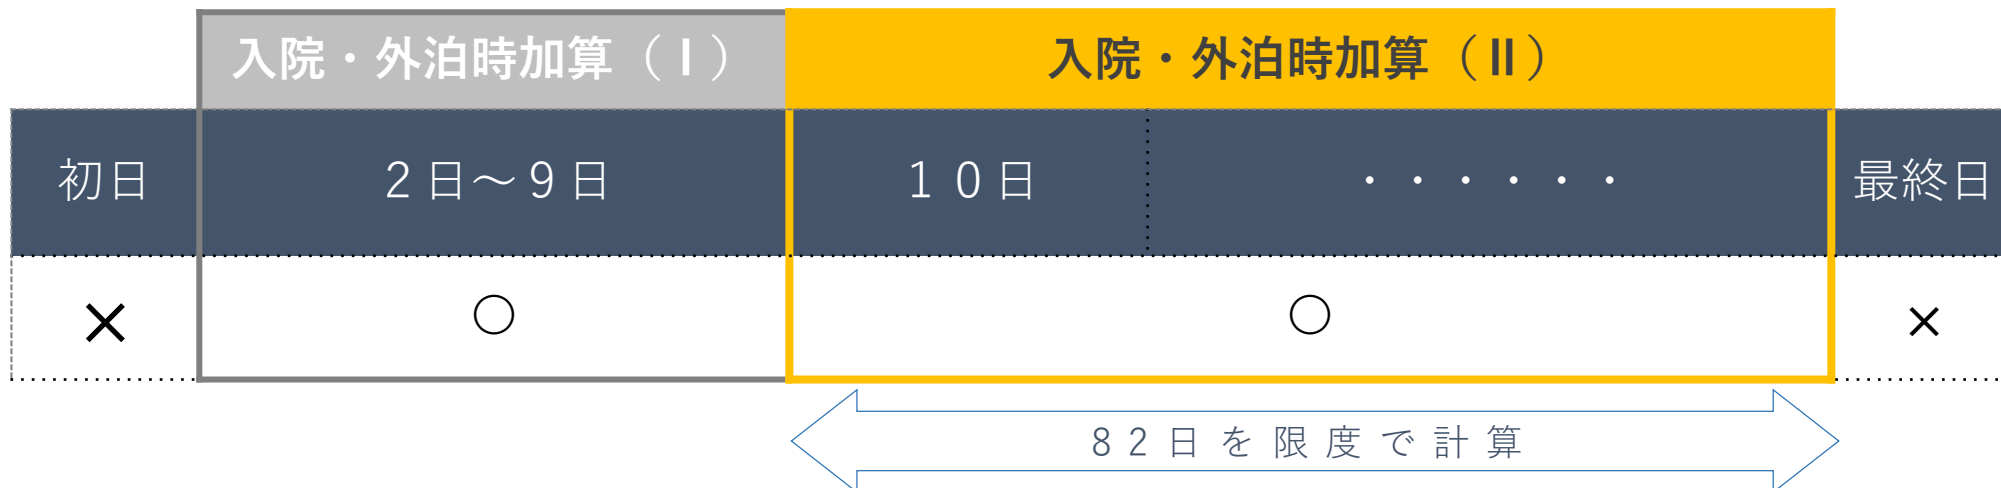 入院・外泊時加算（Ⅰ） 入院・外泊時加算（Ⅱ）
初日 ２日～９日 １０日 ・・・・・・ 最終日
× ○ ○ ×
８２日を限度で計算